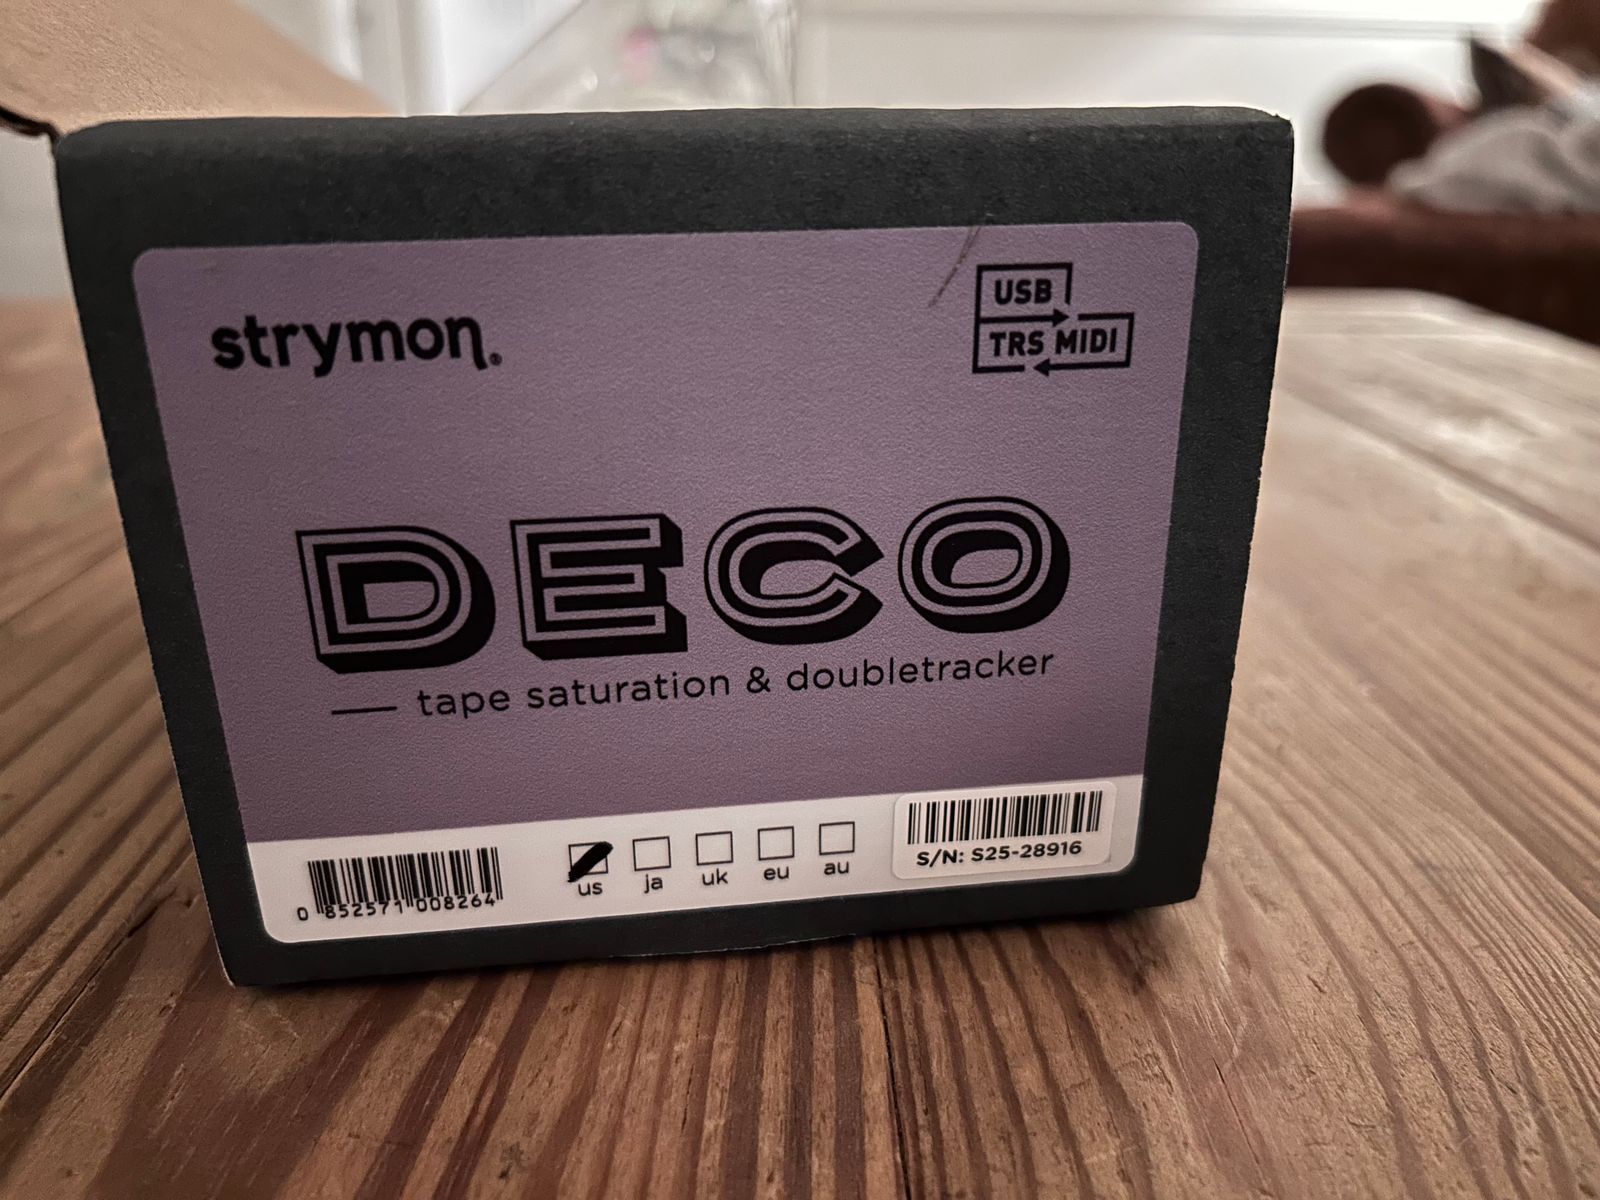 strymon®
USB
TRS MIDI
DECO
tape saturation & doubletracker
0 852571 008264
us ja uk eu au
S/N: S25-28916